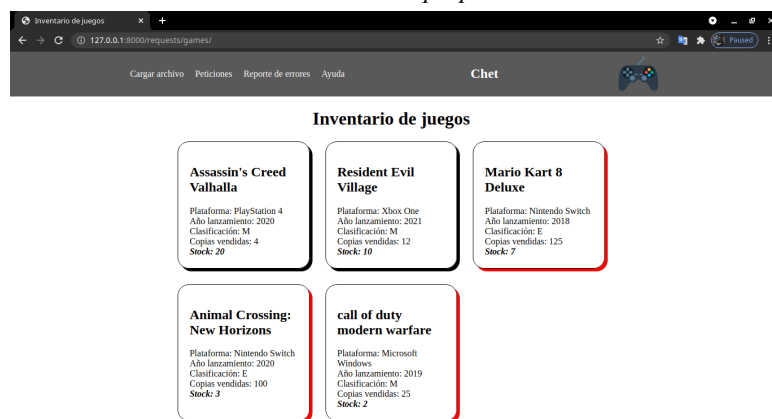 Inventario de juegos
127.0.0.1:8000/requests/games/
Paused
Cargar archivo Peticiones Reporte de errores Ayuda
Chet
Inventario de juegos
Assassin's Creed
Valhalla
Plataforma: PlayStation 4
Año lanzamiento: 2020
Clasificación: M
Copias vendidas: 4
Stock: 20
Resident Evil
Village
Plataforma: Xbox One
Año lanzamiento: 2021
Clasificación: M
Copias vendidas: 12
Stock: 10
Mario Kart 8
Deluxe
Plataforma: Nintendo Switch
Año lanzamiento: 2018
Clasificación: E
Copias vendidas: 125
Stock: 7
Animal Crossing:
New Horizons
Plataforma: Nintendo Switch
Año lanzamiento: 2020
Clasificación: E
Copias vendidas: 100
Stock: 3
call of duty
modern warfare
Plataforma: Microsoft
Windows
Año lanzamiento: 2019
Clasificación: M
Copias vendidas: 25
Stock: 2